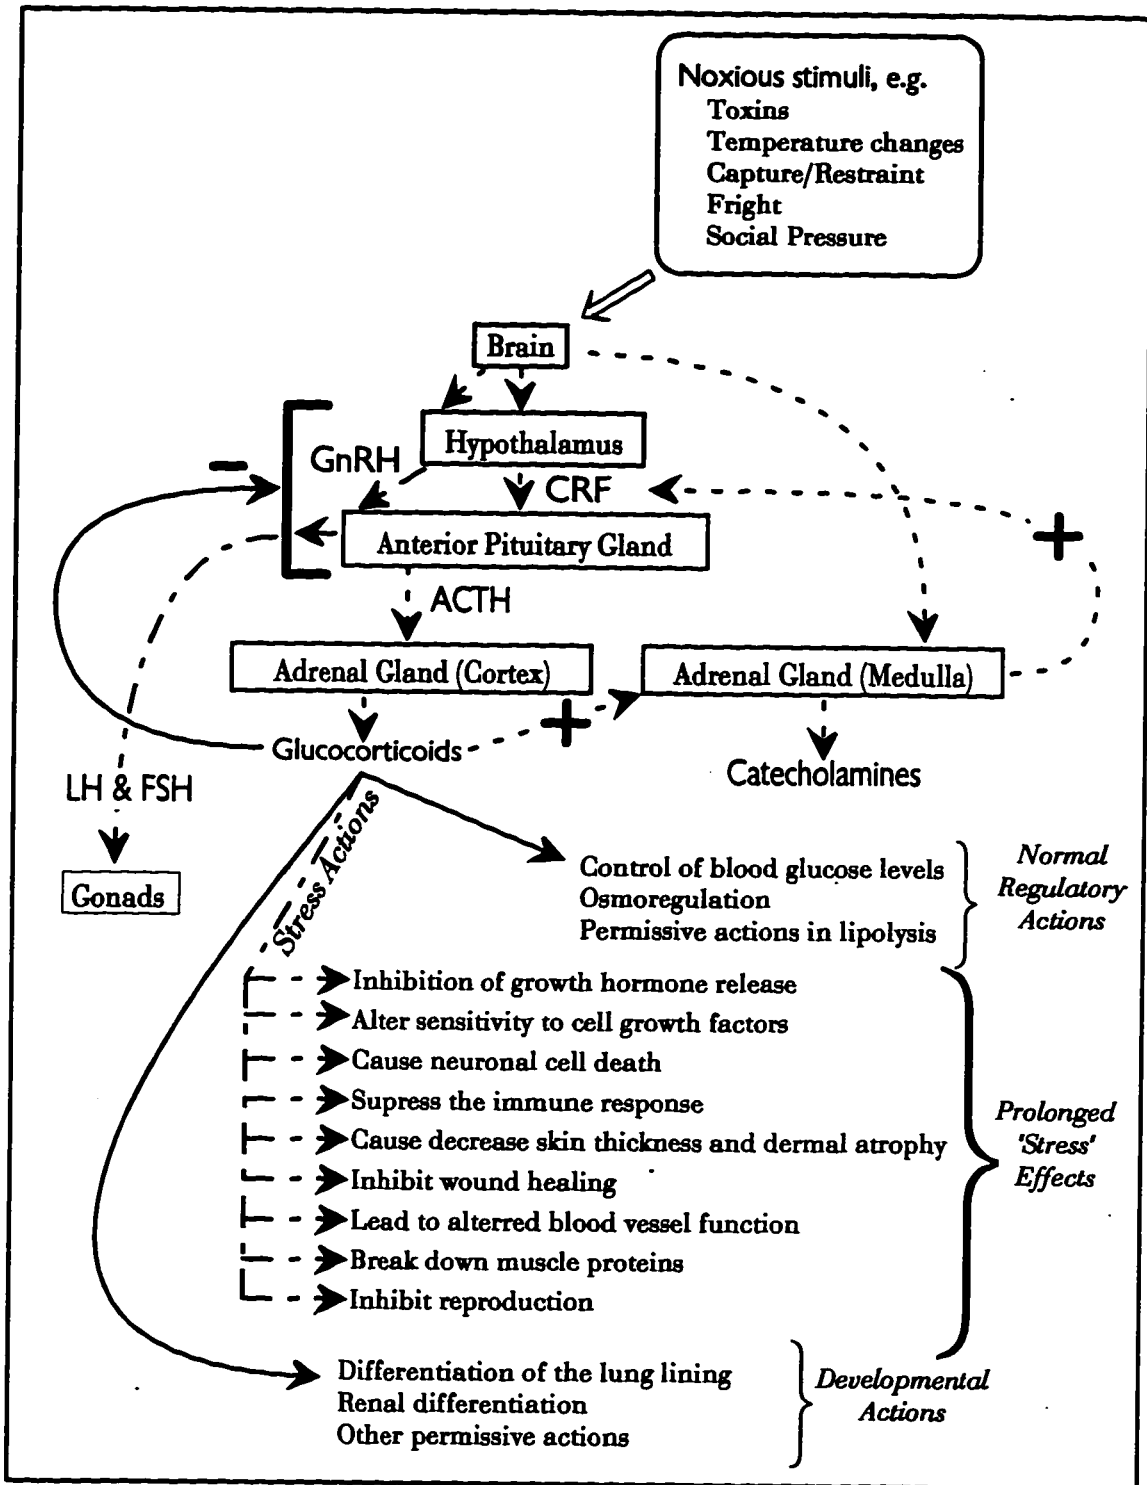 Noxious stimuli, e.g.
Toxins
Temperature changes
Capture/Restraint
Fright
Social Pressure
Brain
Hypothalamus
GnRH
CRF
−
+
Anterior Pituitary Gland
ACTH
Adrenal Gland (Cortex)
Adrenal Gland (Medulla)
+
Glucocorticoids
Catecholamines
LH & FSH
Gonads
Stress Actions
Control of blood glucose levels
Osmoregulation
Permissive actions in lipolysis
Normal
Regulatory
Actions
Inhibition of growth hormone release
Alter sensitivity to cell growth factors
Cause neuronal cell death
Supress the immune response
Cause decrease skin thickness and dermal atrophy
Inhibit wound healing
Lead to alterred blood vessel function
Break down muscle proteins
Inhibit reproduction
Prolonged
'Stress'
Effects
Differentiation of the lung lining
Renal differentiation
Other permissive actions
Developmental
Actions